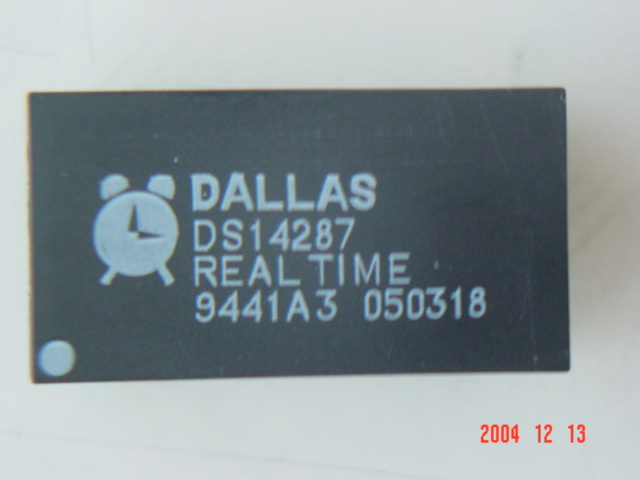 DALLAS
DS14287
REAL TIME
9441A3 050318
2004 12 13